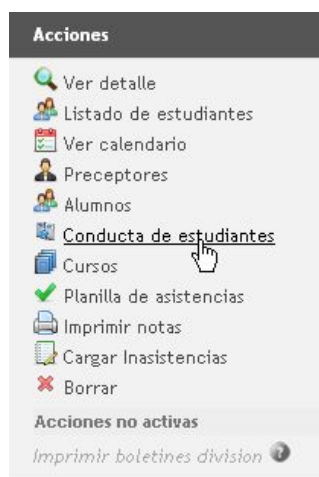 Acciones
Ver detalle
Listado de estudiantes
Ver calendario
Preceptores
Alumnos
Conducta de estudiantes
Cursos
Planilla de asistencias
Imprimir notas
Cargar Inasistencias
Borrar
Acciones no activas
Imprimir boletines division